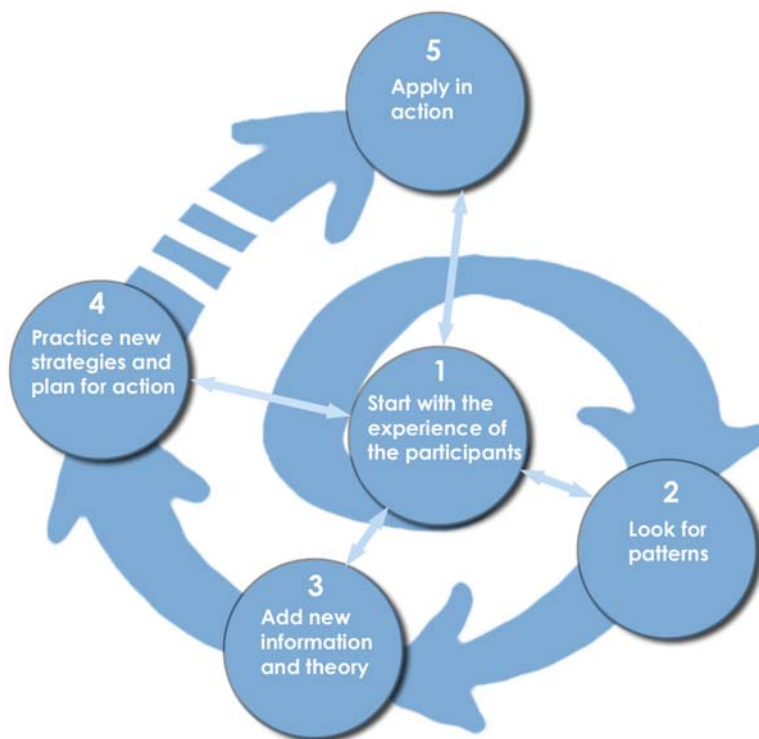 1
Start with the
experience of
the participants
2
Look for
patterns
3
Add new
information
and theory
4
Practice new
strategies and
plan for action
5
Apply in
action